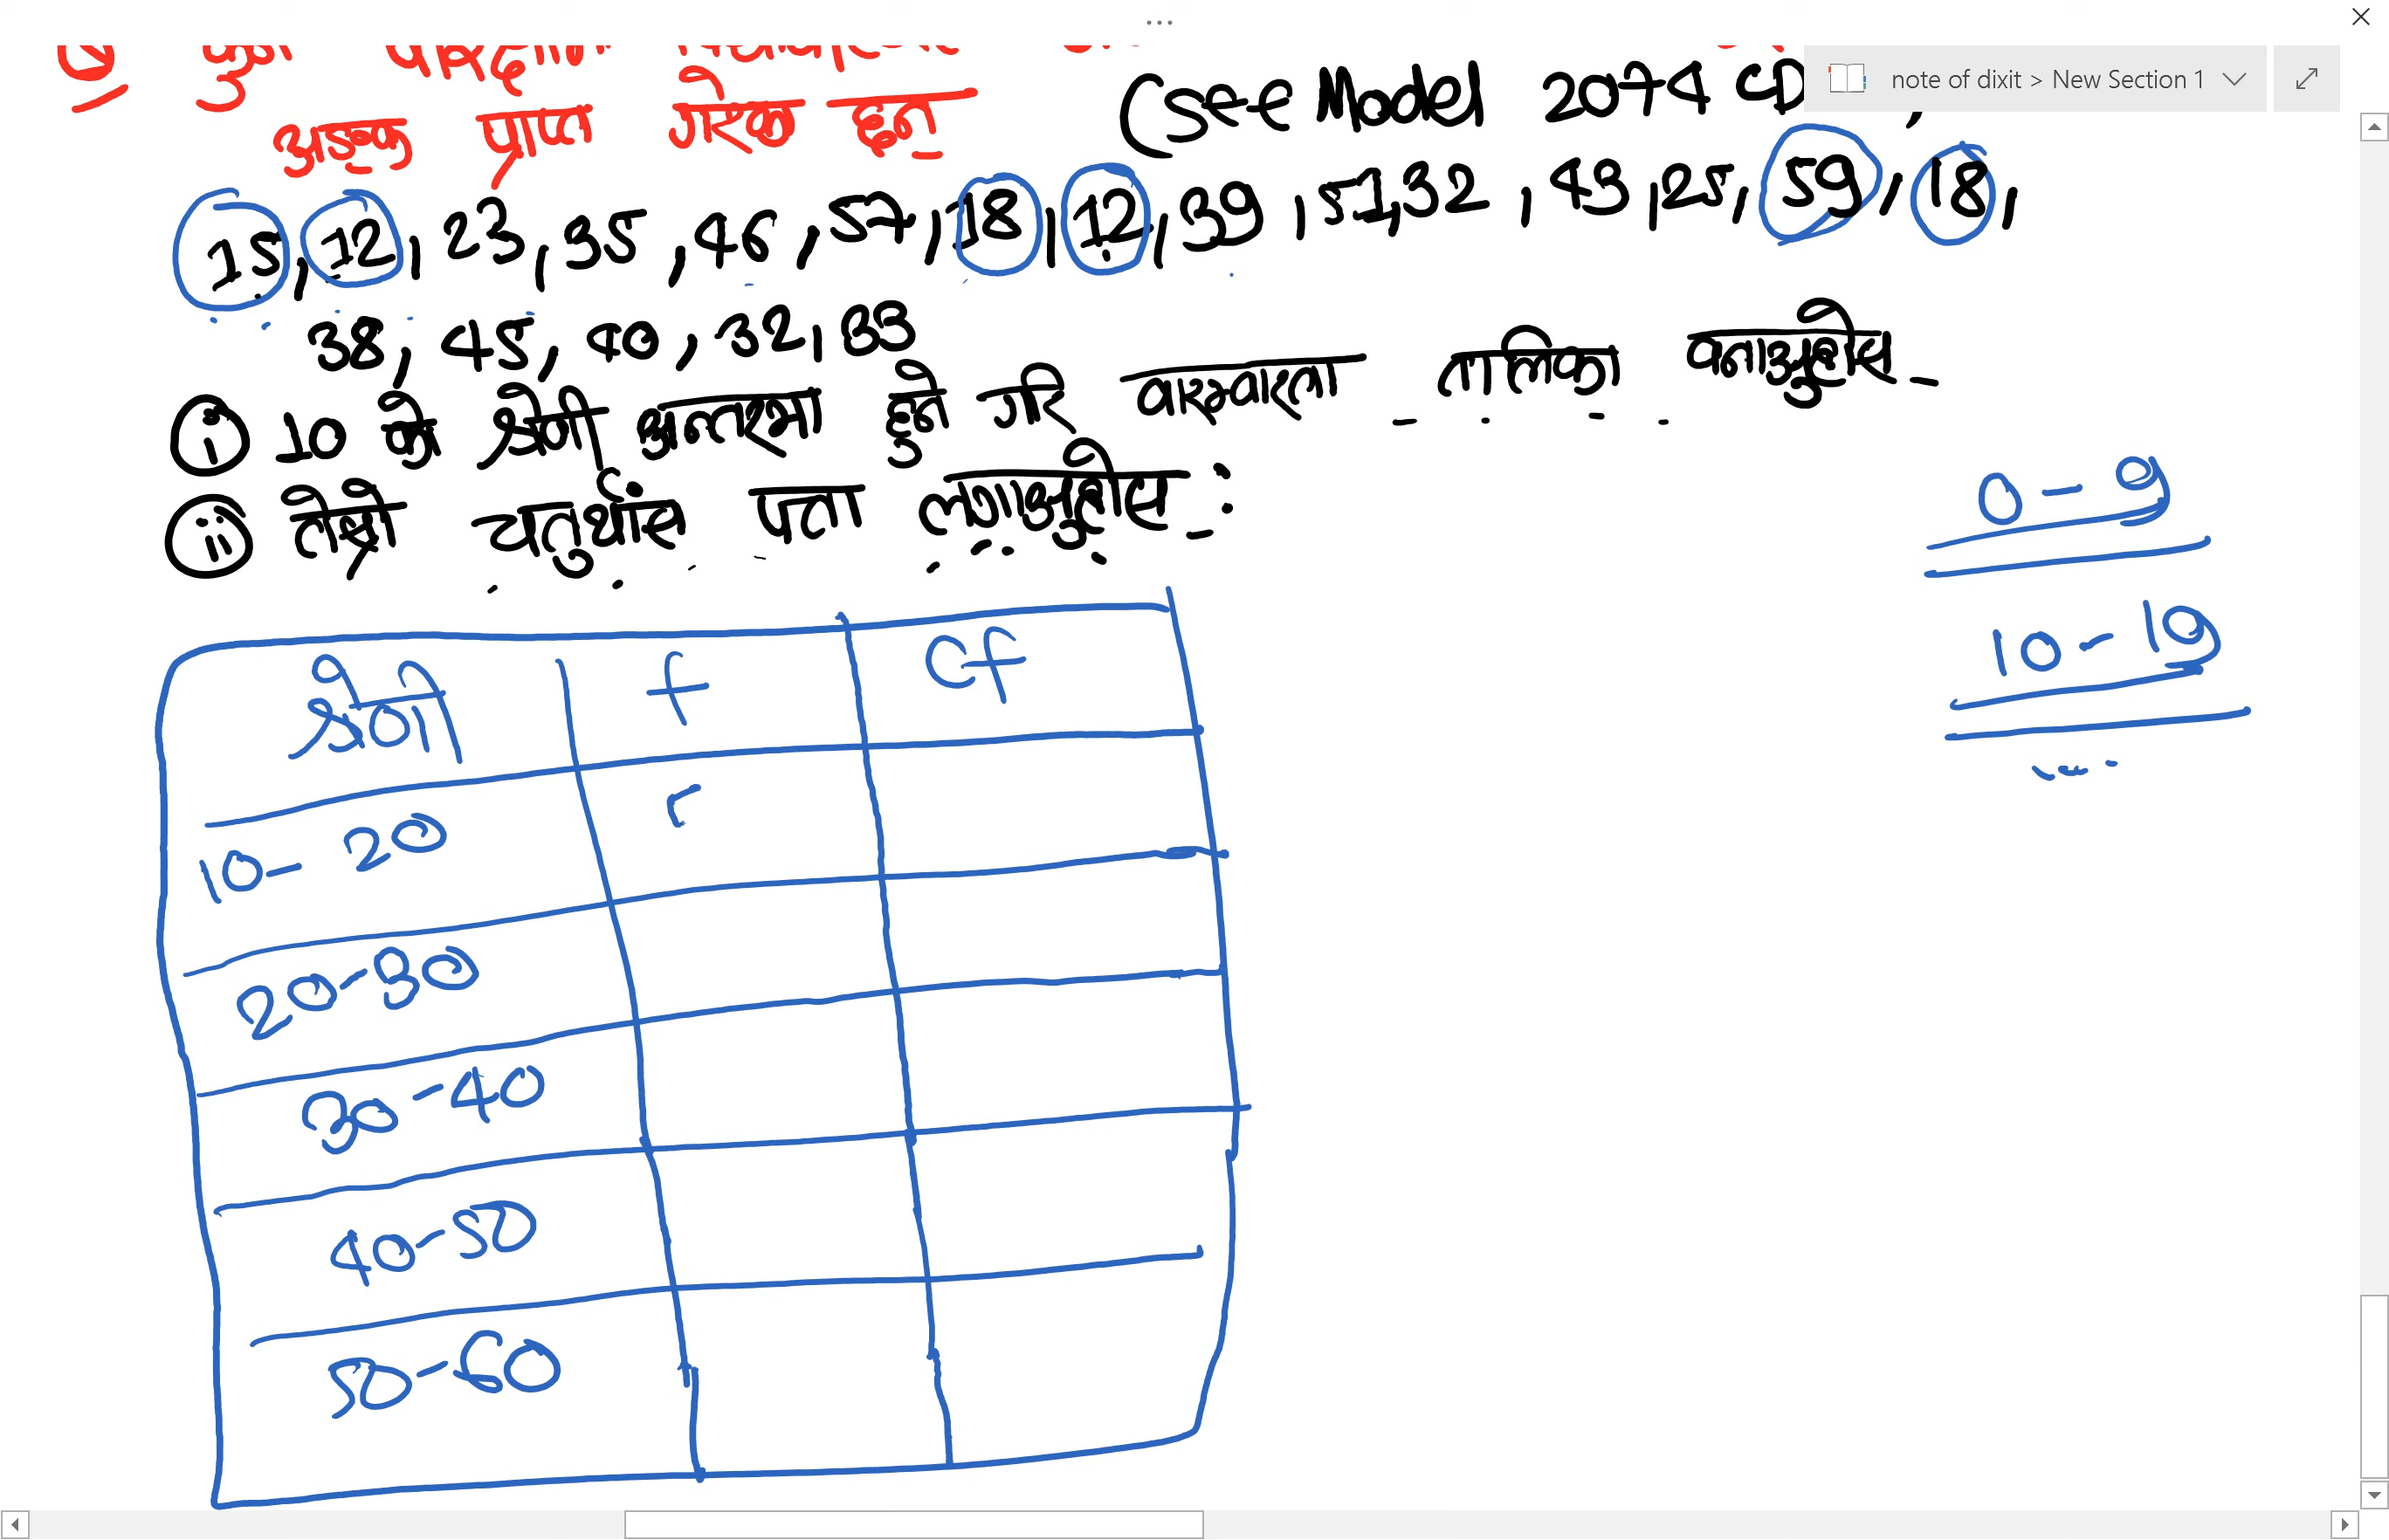 note of dixit > New Section 1
अङ्क प्राप्त गरेका छन्
(SEE Model 2074 CD
15, 12, 23, 35, 46, 57, 18, 12, 39, 51, 32, 43, 25, 59, 18,
38, 45, 40, 32, 33
i 10 को श्रेणी अन्तरमा हुने गरि बारम्बारता तालिका बनाउनुहोस्
ii तेस्रो चतुर्थांश पत्ता लगाउनुहोस्:
0-9
10-19
श्रेणी f cf
10-20
20-30
30-40
40-50
50-60